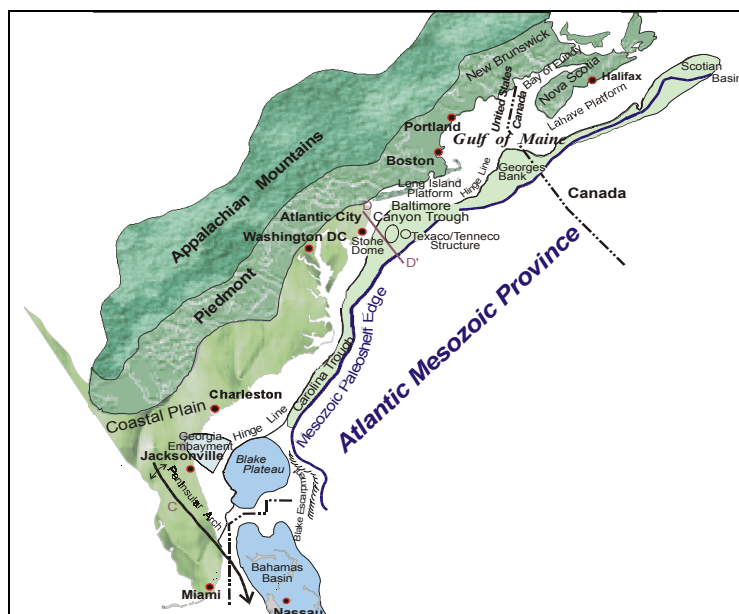 New Brunswick
Bay of Fundy
Scotian
Basin
Nova Scotia
Halifax
United States
Canada
Lahave Platform
Portland
Gulf of Maine
Boston
Hinge Line
Georges
Bank
Canada
Appalachian Mountains
Long Island
Platform
Baltimore
Canyon Trough
Atlantic City
D
Washington DC
Stone
Dome
Texaco/Tenneco
Structure
D'
Piedmont
Atlantic Mesozoic Province
Mesozoic Paleoshelf Edge
Carolina Trough
Charleston
Coastal Plain
Hinge Line
Georgia
Embayment
Jacksonville
Blake
Plateau
Peninsular Arch
C
Blake Escarpment
Bahamas
Basin
Miami
Nassau